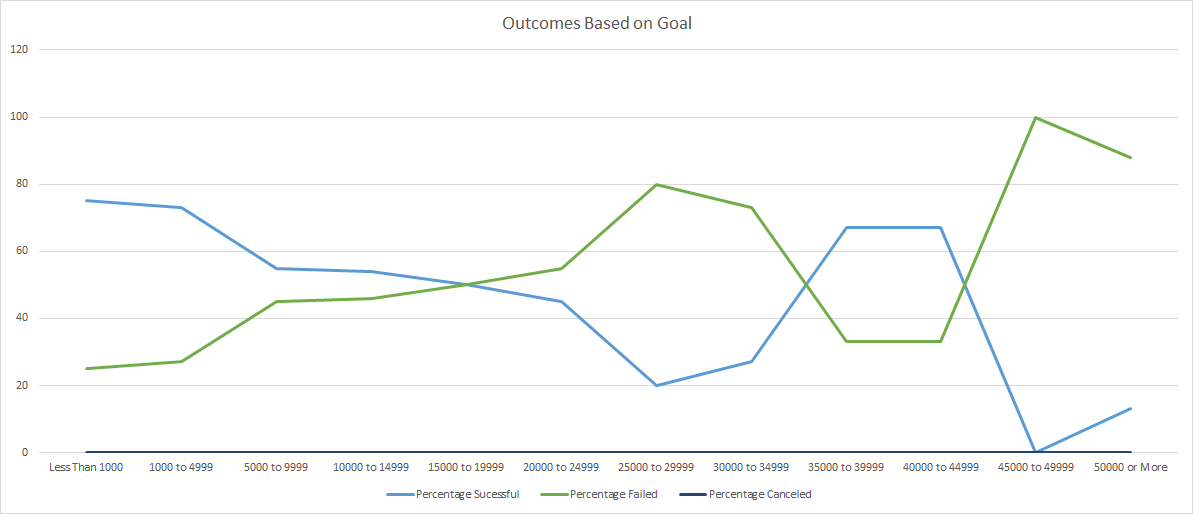 Outcomes Based on Goal
120
100
80
60
40
20
0
Less Than 1000 1000 to 4999 5000 to 9999 10000 to 14999 15000 to 19999 20000 to 24999 25000 to 29999 30000 to 34999 35000 to 39999 40000 to 44999 45000 to 49999 50000 or More
Percentage Sucessful Percentage Failed Percentage Canceled